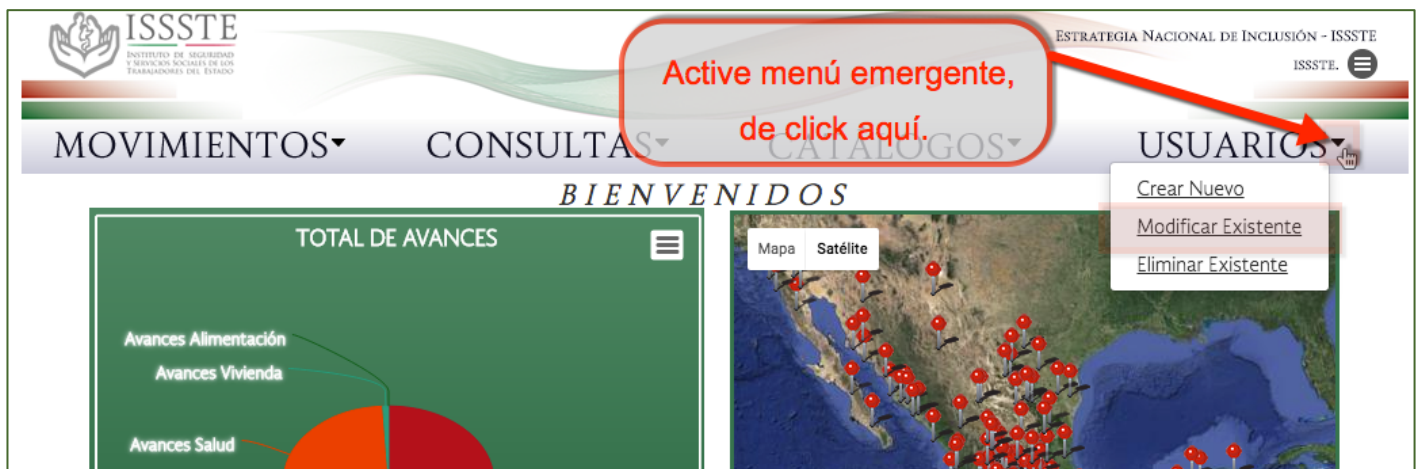 ISSSTE
INSTITUTO DE SEGURIDAD
Y SERVICIOS SOCIALES DE LOS
TRABAJADORES DEL ESTADO
ESTRATEGIA NACIONAL DE INCLUSIÓN - ISSSTE
ISSSTE.
Active menú emergente,
de click aquí.
MOVIMIENTOS CONSULTAS CATÁLOGOS USUARIOS
Crear Nuevo
Modificar Existente
Eliminar Existente
BIENVENIDOS
TOTAL DE AVANCES
Avances Alimentación
Avances Vivienda
Avances Salud
Mapa Satélite